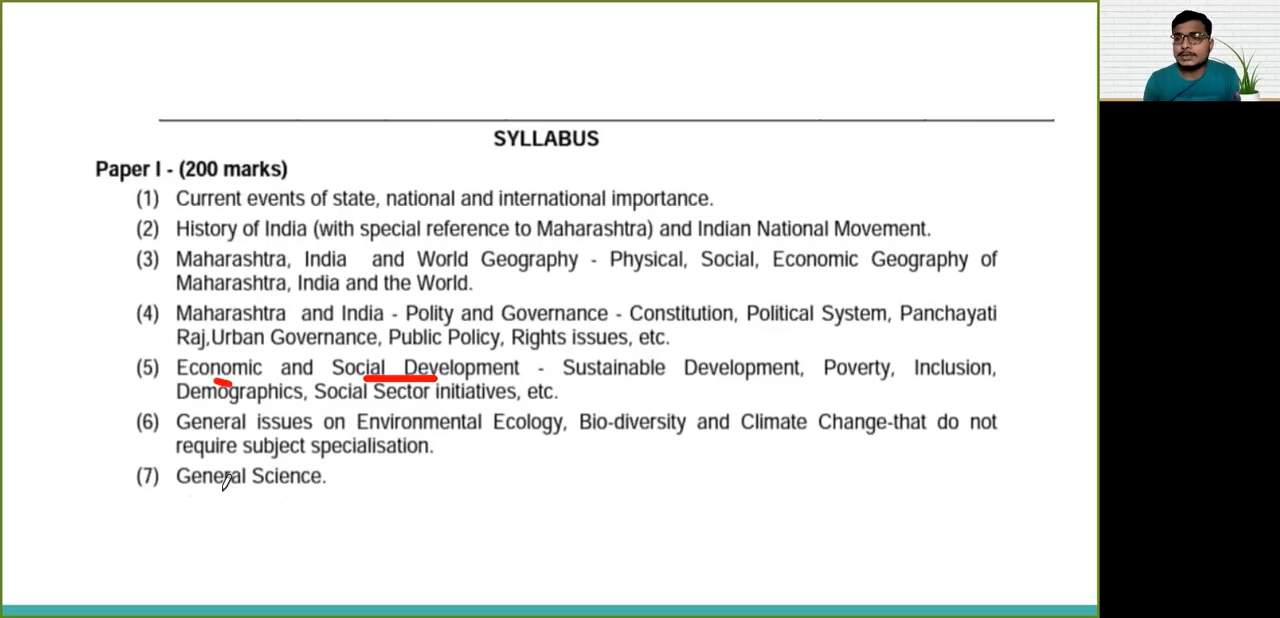 SYLLABUS
Paper I - (200 marks)
(1) Current events of state, national and international importance.
(2) History of India (with special reference to Maharashtra) and Indian National Movement.
(3) Maharashtra, India and World Geography - Physical, Social, Economic Geography of
Maharashtra, India and the World.
(4) Maharashtra and India - Polity and Governance - Constitution, Political System, Panchayati
Raj,Urban Governance, Public Policy, Rights issues, etc.
(5) Economic and Social Development - Sustainable Development, Poverty, Inclusion,
Demographics, Social Sector initiatives, etc.
(6) General issues on Environmental Ecology, Bio-diversity and Climate Change-that do not
require subject specialisation.
(7) General Science.